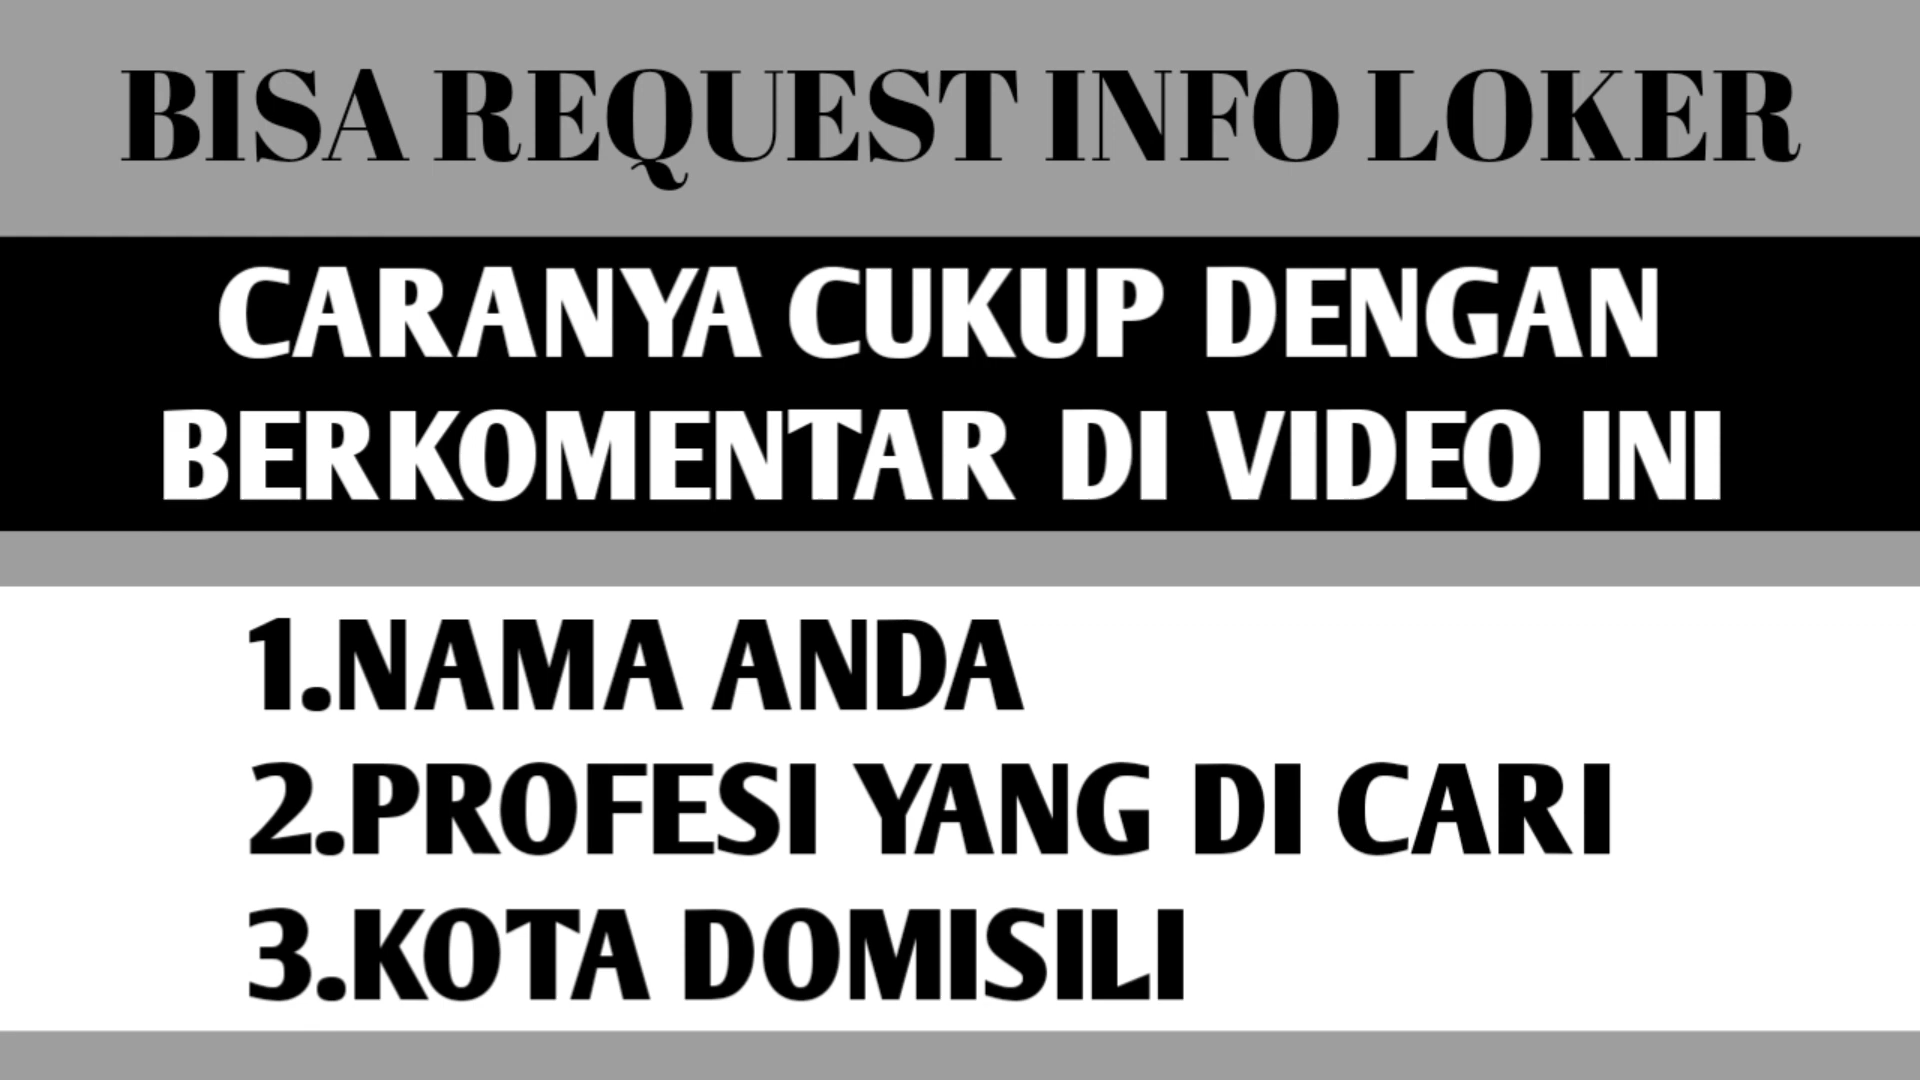 BISA REQUEST INFO LOKER
CARANYA CUKUP DENGAN
BERKOMENTAR DI VIDEO INI
1.NAMA ANDA
2.PROFESI YANG DI CARI
3.KOTA DOMISILI